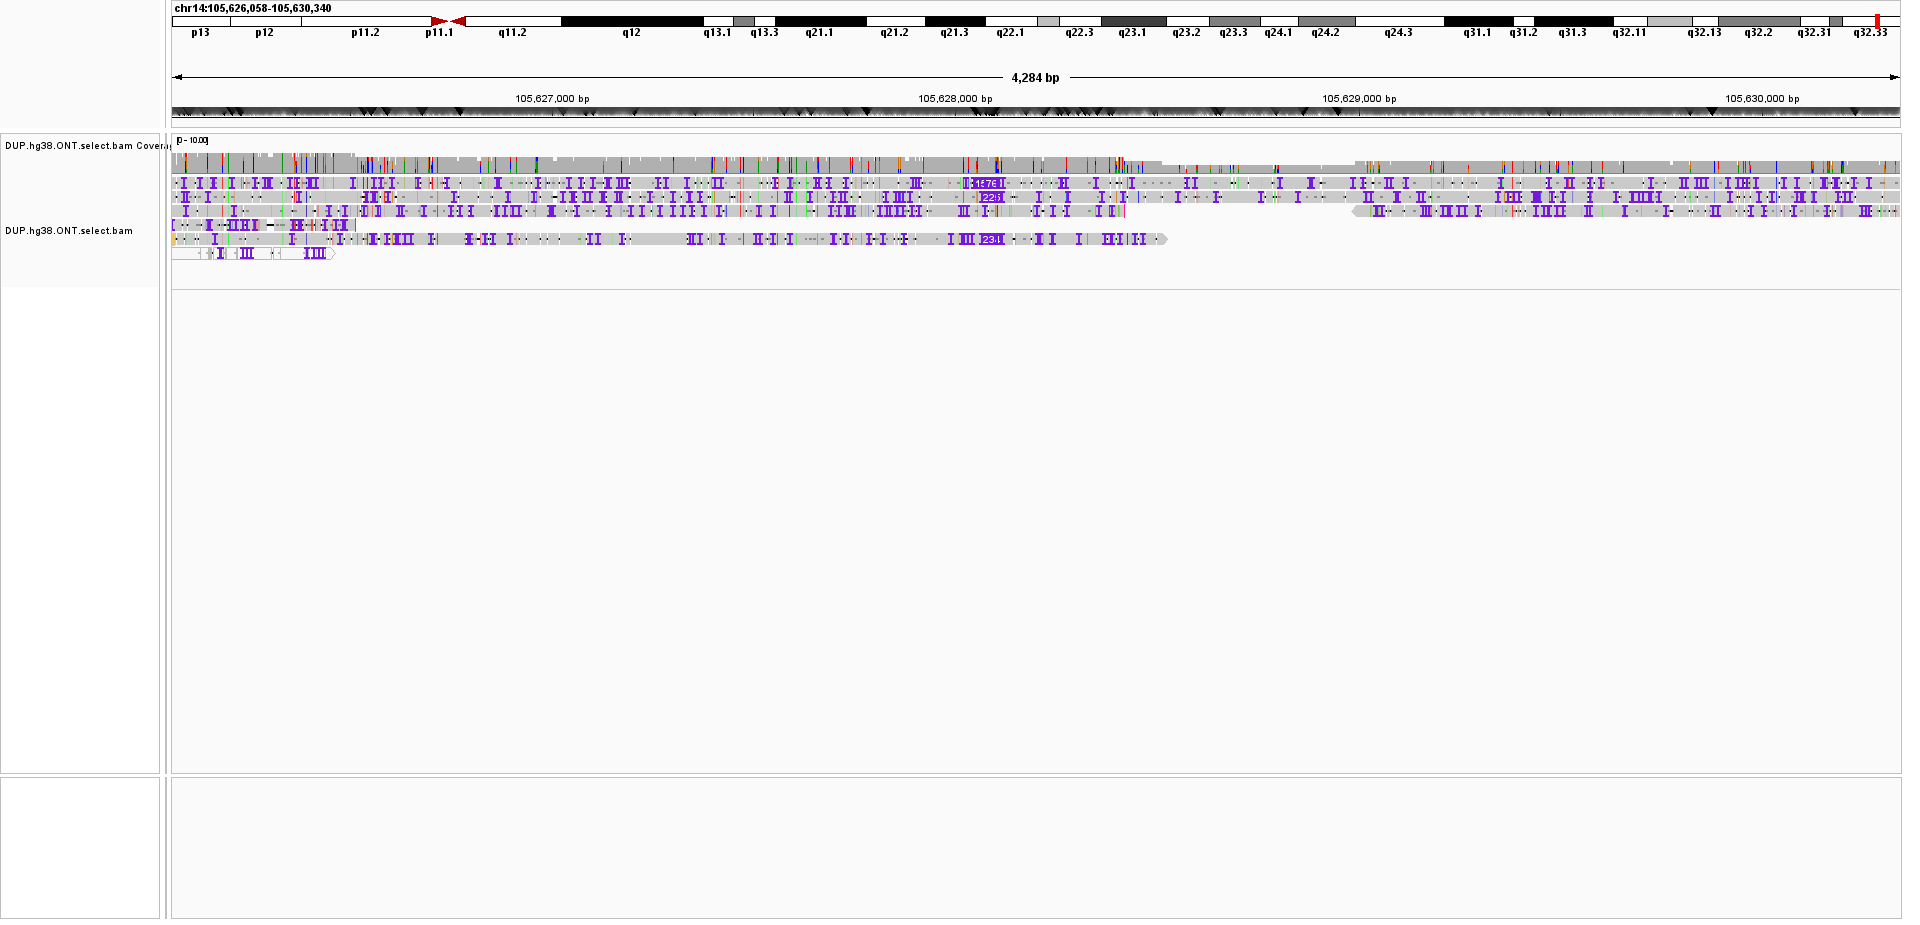 chr14:105,626,058-105,630,340
p13 p12 p11.2 p11.1 q11.2 q12 q13.1 q13.3 q21.1 q21.2 q21.3 q22.1 q22.3 q23.1 q23.2 q23.3 q24.1 q24.2 q24.3 q31.1 q31.2 q31.3 q32.11 q32.13 q32.2 q32.31 q32.33
4,284 bp
105,627,000 bp 105,628,000 bp 105,629,000 bp 105,630,000 bp
[0 - 10.00]
DUP.hg38.ONT.select.bam Covera
225
DUP.hg38.ONT.select.bam